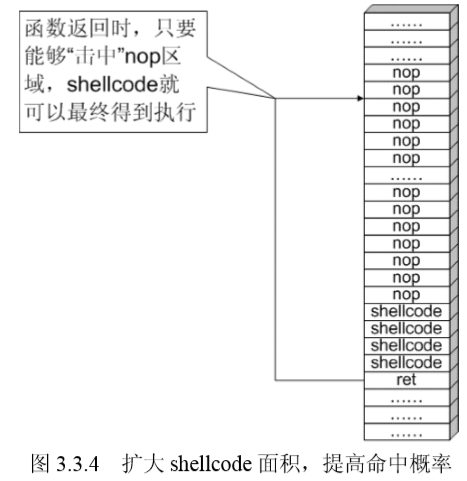 函数返回时，只要
能够“击中”nop区
域，shellcode就
可以最终得到执行
……
……
……
nop
nop
nop
nop
nop
nop
……
nop
nop
nop
nop
nop
nop
nop
shellcode
shellcode
shellcode
shellcode
ret
……
……
……
图 3.3.4 扩大 shellcode 面积，提高命中概率